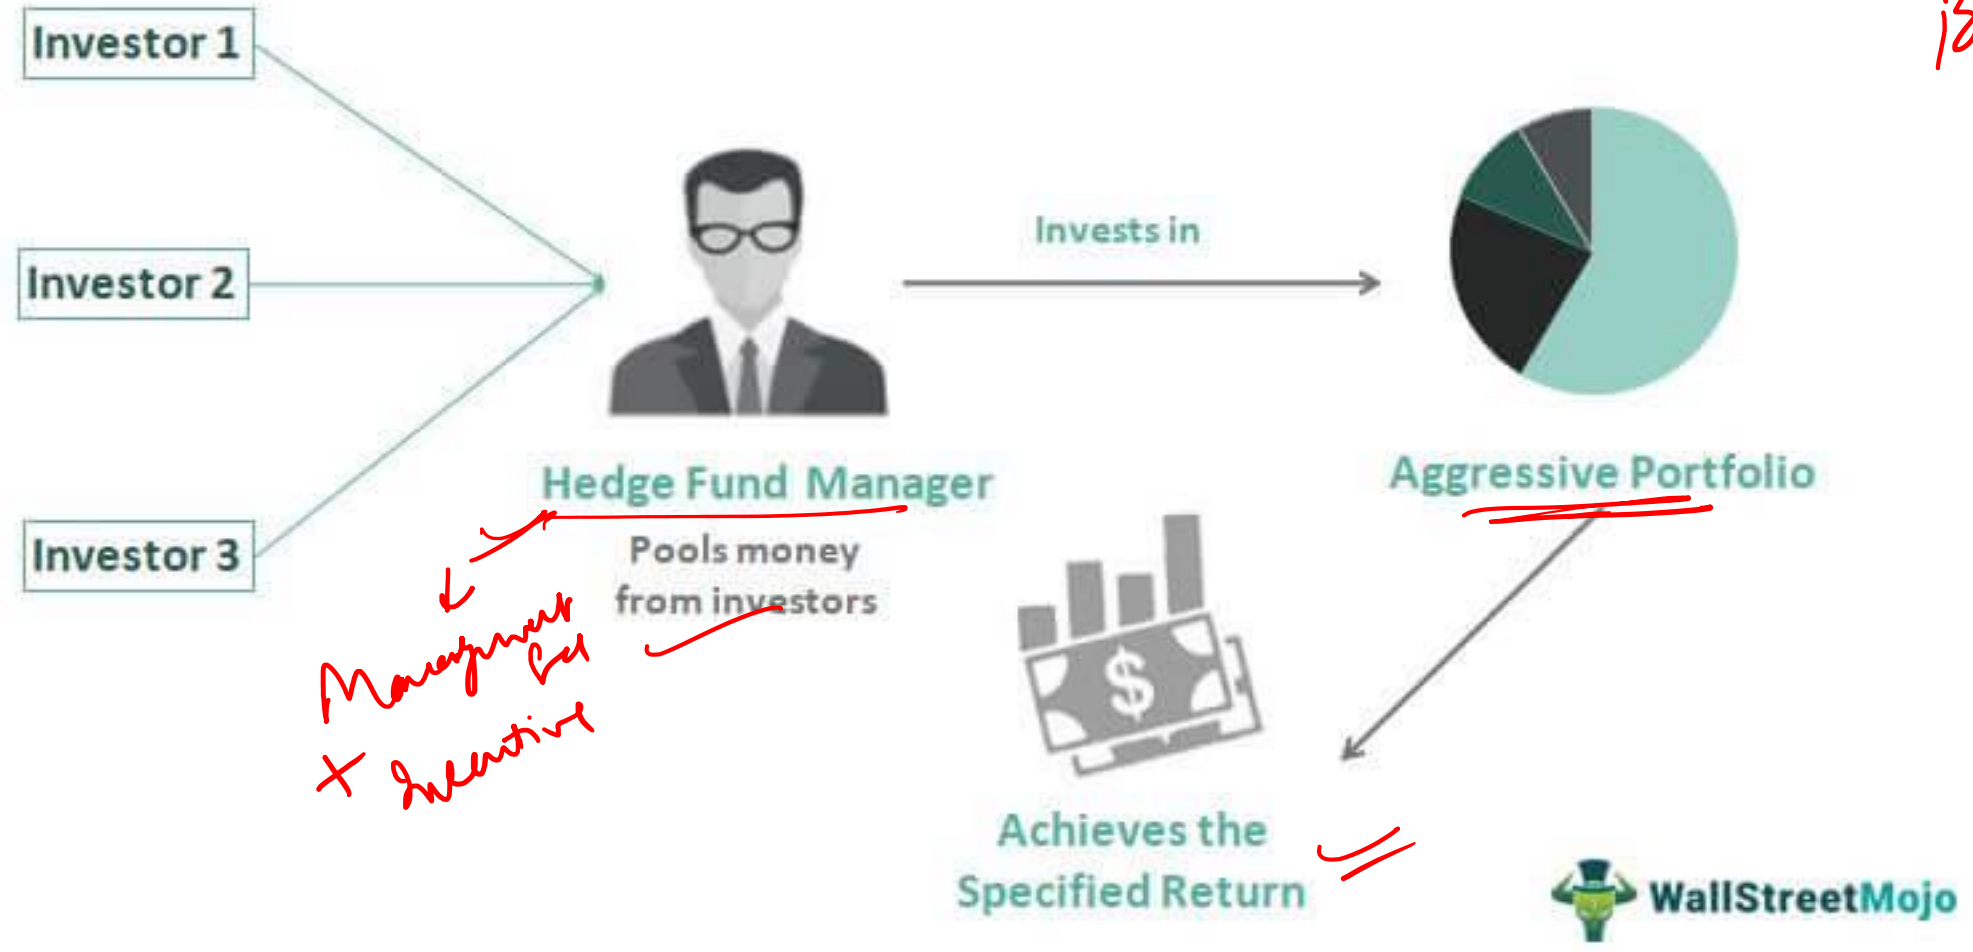 Investor 1
Invests in
Investor 2
Hedge Fund Manager
Aggressive Portfolio
Investor 3
Pools money
from investors
Management
+ Incentive
Achieves the
Specified Return
WallStreetMojo